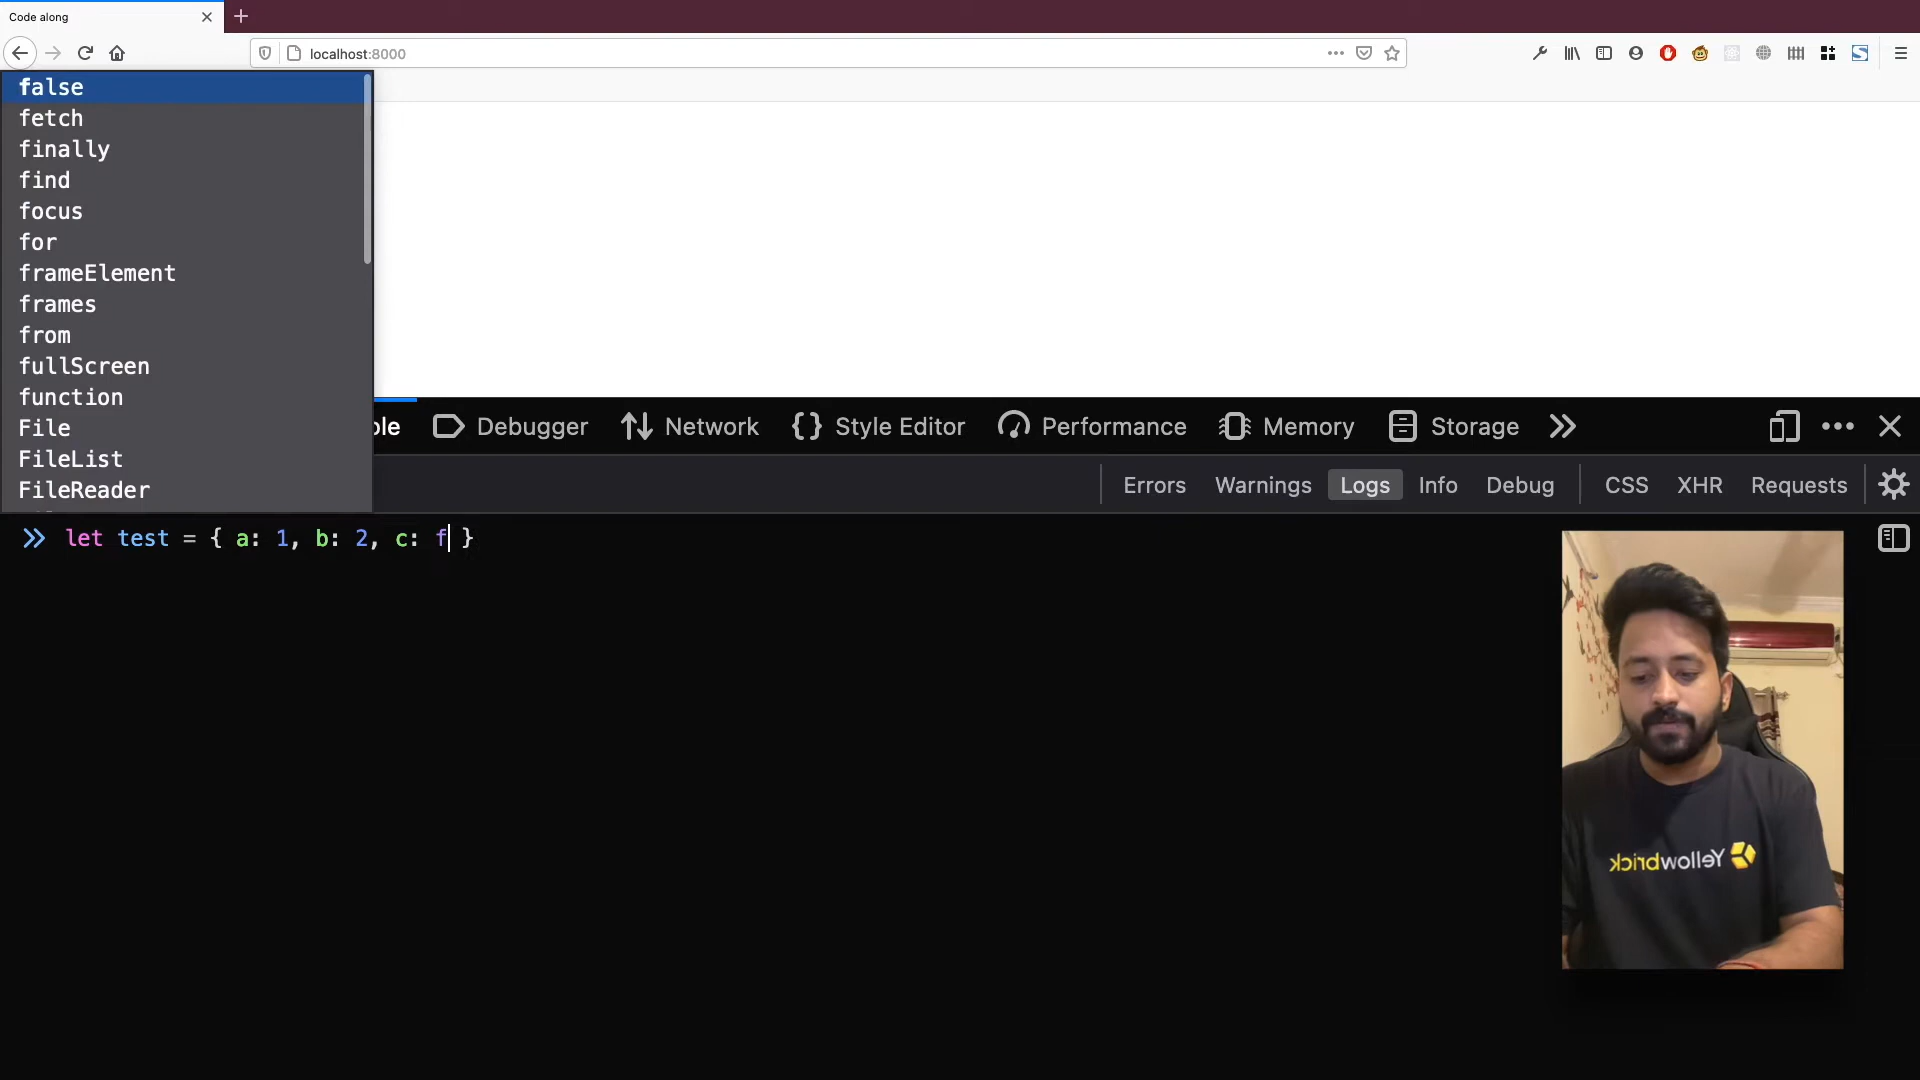 Code along
localhost:8000
false
fetch
finally
find
focus
for
frameElement
frames
from
fullScreen
function
File
FileList
FileReader
Debugger Network Style Editor Performance Memory Storage
Errors Warnings Logs Info Debug CSS XHR Requests
let test = { a: 1, b: 2, c: f }
Yellowbrick